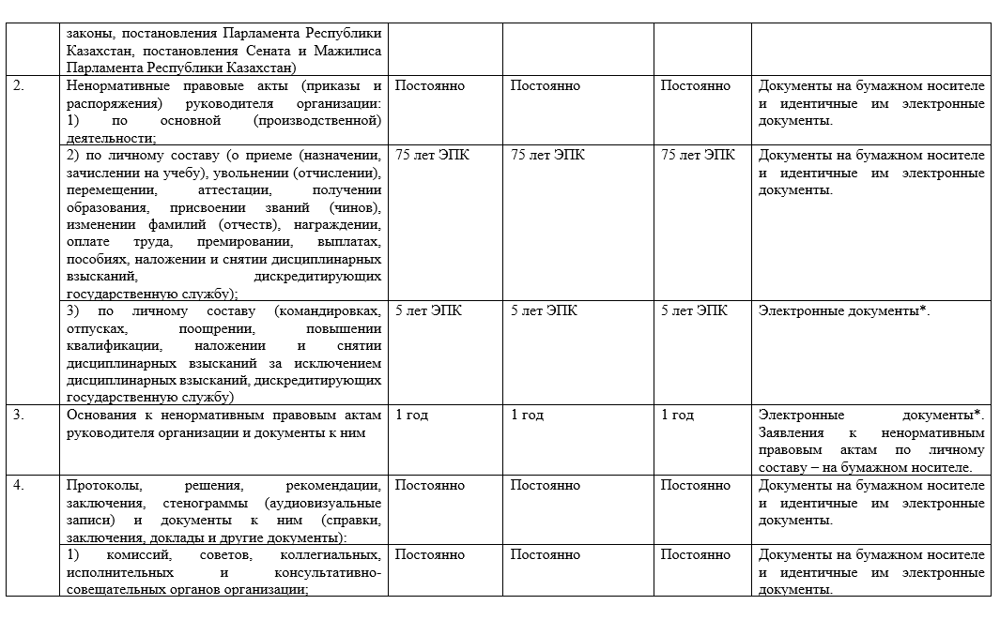 законы, постановления Парламента Республики
Казахстан, постановления Сената и Мажилиса
Парламента Республики Казахстан)
2.
Ненормативные правовые акты (приказы и
распоряжения) руководителя организации:
1) по основной (производственной)
деятельности;
Постоянно
Постоянно
Постоянно
Документы на бумажном носителе
и идентичные им электронные
документы.
2) по личному составу (о приеме (назначении,
зачислении на учебу), увольнении (отчислении),
перемещении, аттестации, получении
образования, присвоении званий (чинов),
изменении фамилий (отчеств), награждении,
оплате труда, премировании, выплатах,
пособиях, наложении и снятии дисциплинарных
взысканий, дискредитирующих
государственную службу);
75 лет ЭПК
75 лет ЭПК
75 лет ЭПК
Документы на бумажном носителе
и идентичные им электронные
документы.
3) по личному составу (командировках,
отпусках, поощрении, повышении
квалификации, наложении и снятии
дисциплинарных взысканий за исключением
дисциплинарных взысканий, дискредитирующих
государственную службу)
5 лет ЭПК
5 лет ЭПК
5 лет ЭПК
Электронные документы*.
3.
Основания к ненормативным правовым актам
руководителя организации и документы к ним
1 год
1 год
1 год
Электронные документы*.
Заявления к ненормативным
правовым актам по личному
составу – на бумажном носителе.
4.
Протоколы, решения, рекомендации,
заключения, стенограммы (аудиовизуальные
записи) и документы к ним (справки,
заключения, доклады и другие документы):
Постоянно
Постоянно
Постоянно
Документы на бумажном носителе
и идентичные им электронные
документы.
1) комиссий, советов, коллегиальных,
исполнительных и консультативно-
совещательных органов организации;
Постоянно
Постоянно
Постоянно
Документы на бумажном носителе
и идентичные им электронные
документы.